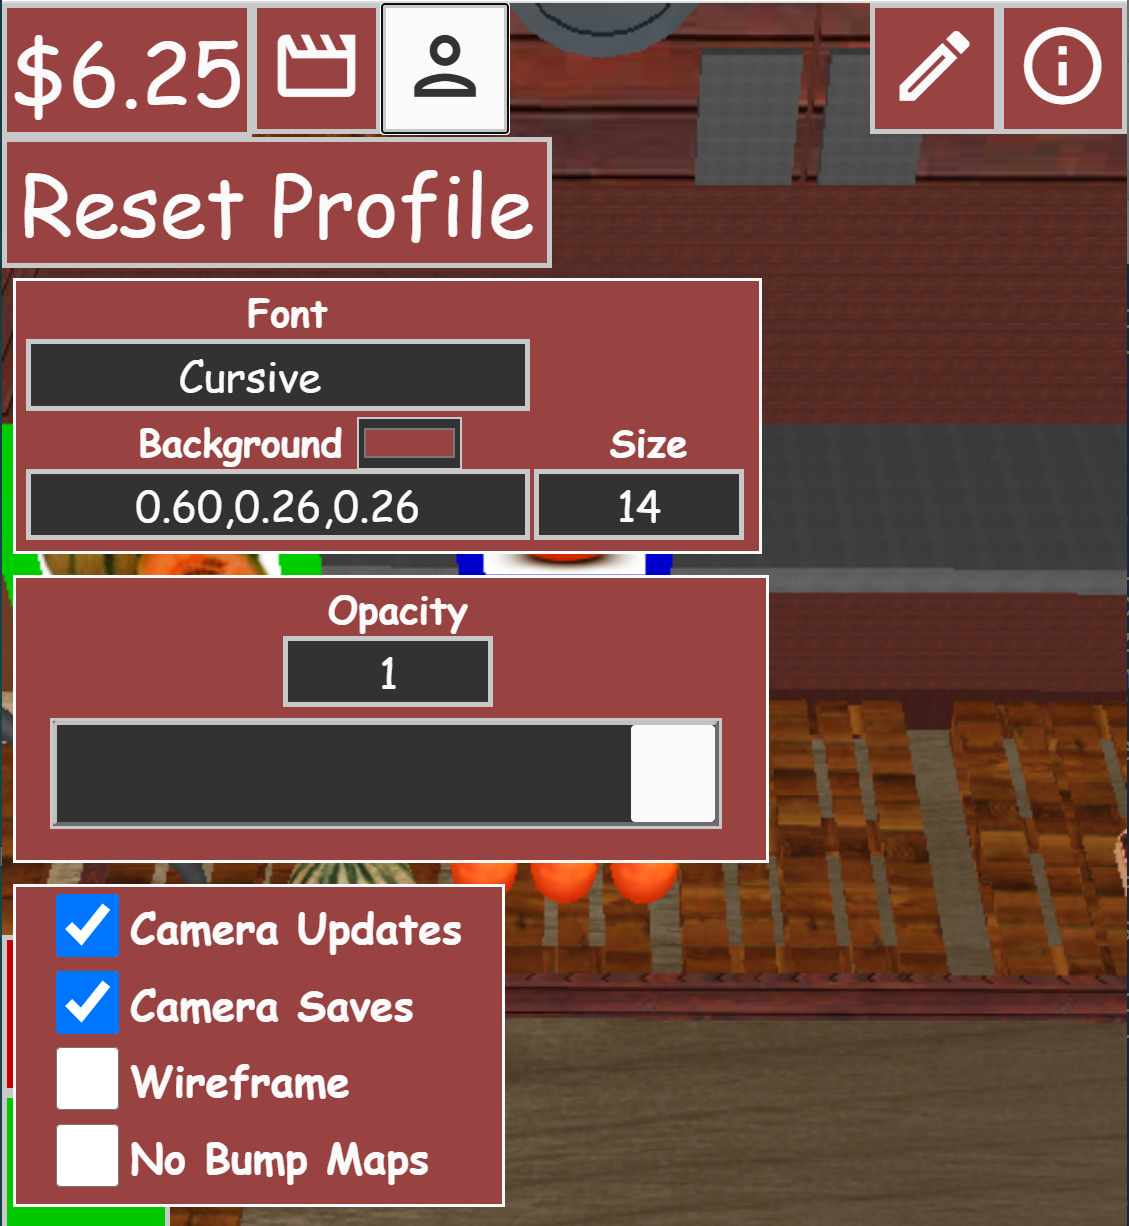 $6.25
Reset Profile
Font
Cursive
Background
Size
0.60,0.26,0.26
14
Opacity
1
Camera Updates
Camera Saves
Wireframe
No Bump Maps